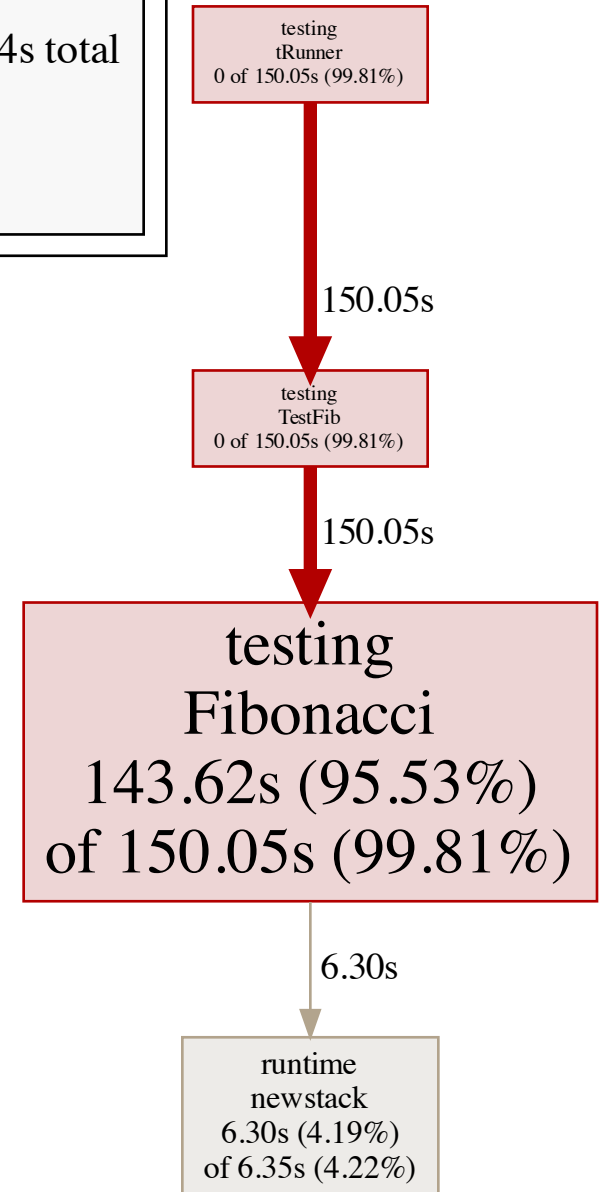 4s total
testing
tRunner
0 of 150.05s (99.81%)
150.05s
testing
TestFib
0 of 150.05s (99.81%)
150.05s
testing
Fibonacci
143.62s (95.53%)
of 150.05s (99.81%)
6.30s
runtime
newstack
6.30s (4.19%)
of 6.35s (4.22%)